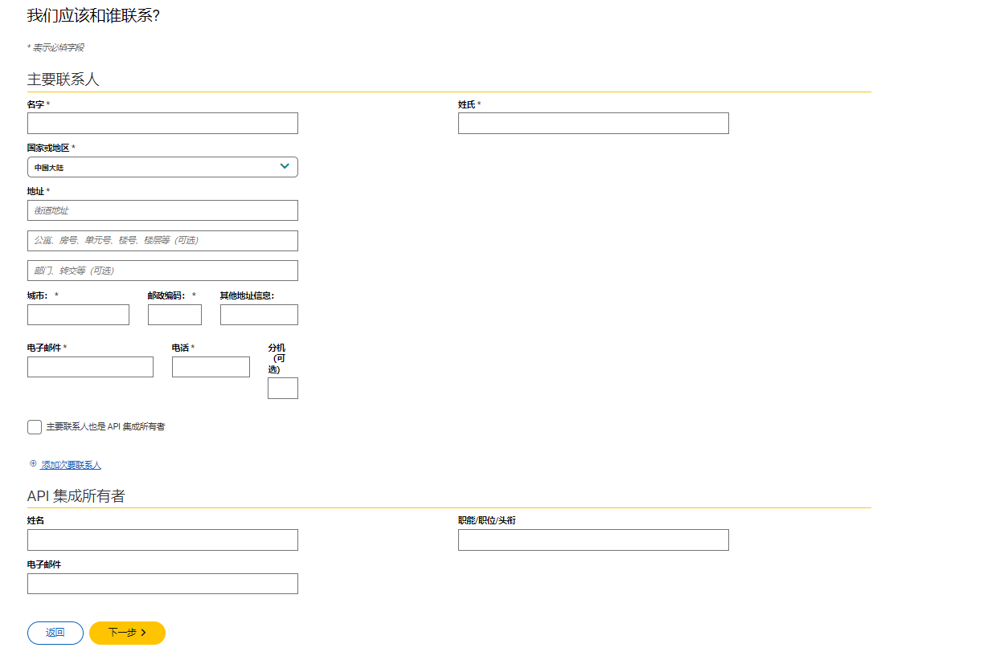 我们应该和谁联系?
* 表示必填字段
主要联系人
名字 *
姓氏 *
国家或地区 *
中国大陆
地址 *
街道地址
公寓、房号、单元号、楼号、楼层等（可选）
部门、转交等（可选）
城市： *
邮政编码： *
其他地址信息：
电子邮件 *
电话 *
分机
（可
选）
主要联系人也是 API 集成所有者
添加次要联系人
API 集成所有者
姓名
职能/职位/头衔
电子邮件
返回
下一步